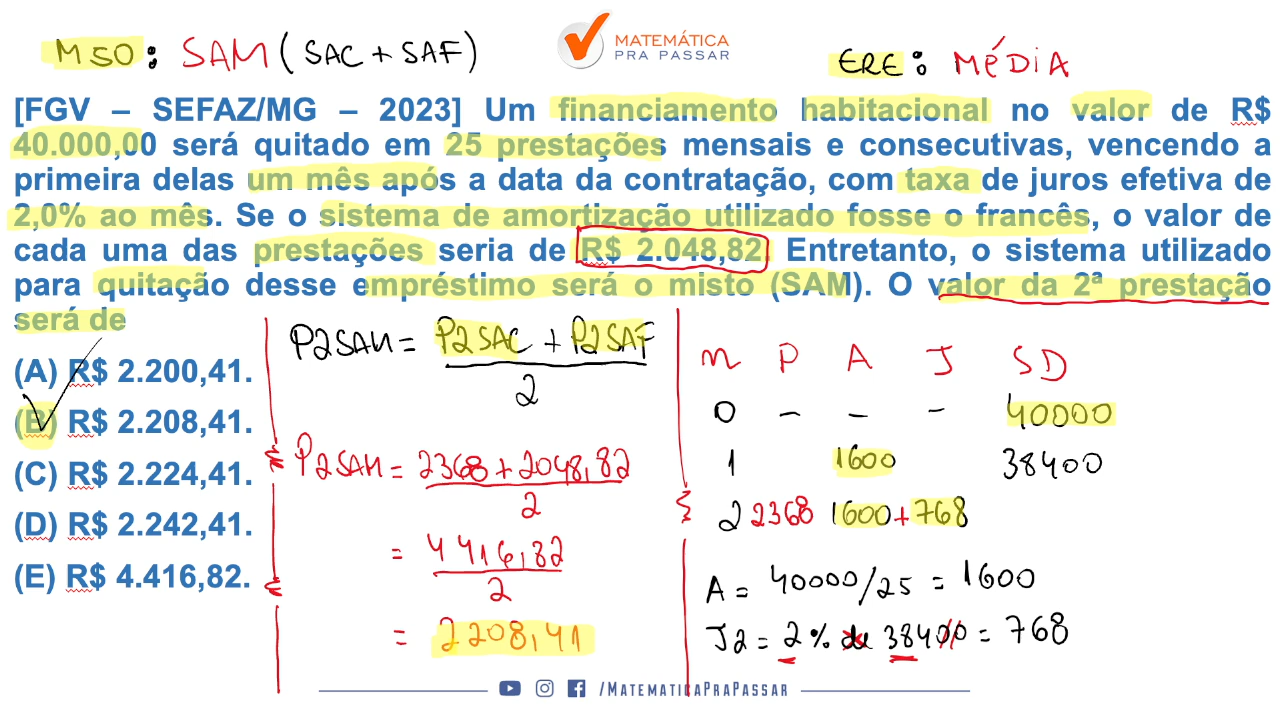 M50: SAM (SAC + SAF)
MATEMÁTICA
PRA PASSAR
ERE: MÉDIA
[FGV – SEFAZ/MG – 2023] Um financiamento habitacional no valor de R$
40.000,00 será quitado em 25 prestações mensais e consecutivas, vencendo a
primeira delas um mês após a data da contratação, com taxa de juros efetiva de
2,0% ao mês. Se o sistema de amortização utilizado fosse o francês, o valor de
cada uma das prestações seria de R$ 2.048,82. Entretanto, o sistema utilizado
para quitação desse empréstimo será o misto (SAM). O valor da 2ª prestação
será de
(A) R$ 2.200,41.
(B) R$ 2.208,41.
(C) R$ 2.224,41.
(D) R$ 2.242,41.
(E) R$ 4.416,82.
P2SAM = P2SAC + P2SAF
2
P2SAM = 2368 + 2048,82
2
= 4416,82
2
= 2208,41
n P A J SD
0 – – – 40000
1 1600 38400
2 2368 1600 + 768
A = 40000/25 = 1600
J2 = 2% de 38400 = 768
/MatematicaPraPassar